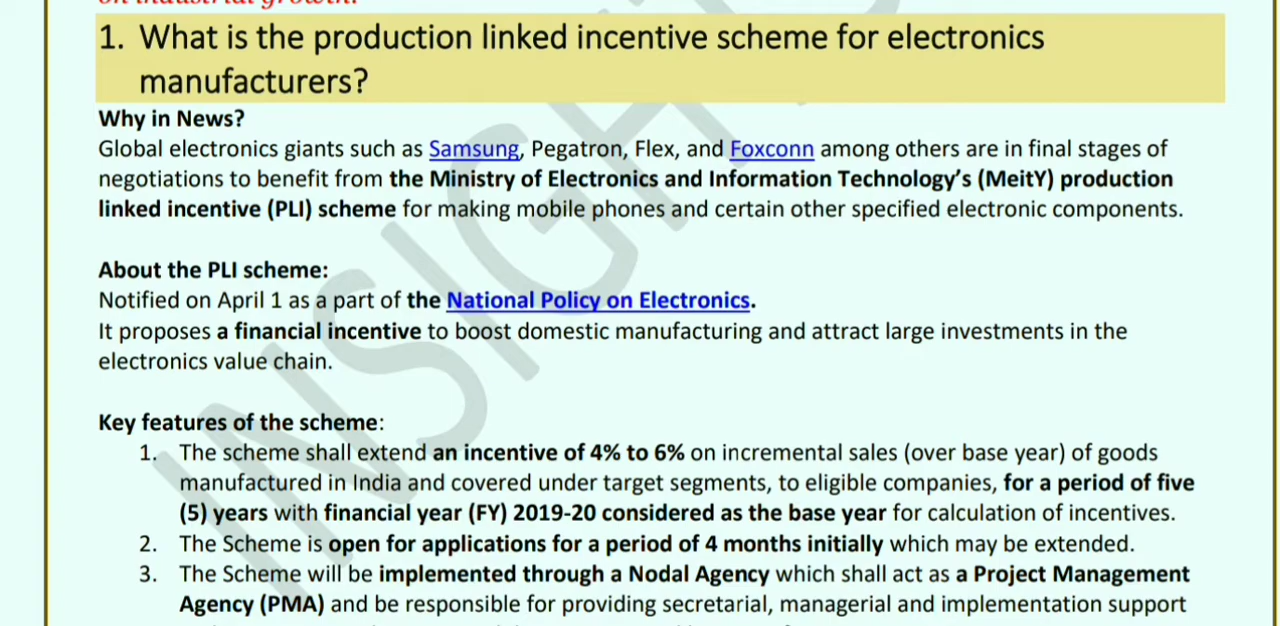 on industrial growth.
1. What is the production linked incentive scheme for electronics
manufacturers?
Why in News?
Global electronics giants such as Samsung, Pegatron, Flex, and Foxconn among others are in final stages of
negotiations to benefit from the Ministry of Electronics and Information Technology’s (MeitY) production
linked incentive (PLI) scheme for making mobile phones and certain other specified electronic components.
About the PLI scheme:
Notified on April 1 as a part of the National Policy on Electronics.
It proposes a financial incentive to boost domestic manufacturing and attract large investments in the
electronics value chain.
Key features of the scheme:
1. The scheme shall extend an incentive of 4% to 6% on incremental sales (over base year) of goods
manufactured in India and covered under target segments, to eligible companies, for a period of five
(5) years with financial year (FY) 2019-20 considered as the base year for calculation of incentives.
2. The Scheme is open for applications for a period of 4 months initially which may be extended.
3. The Scheme will be implemented through a Nodal Agency which shall act as a Project Management
Agency (PMA) and be responsible for providing secretarial, managerial and implementation support